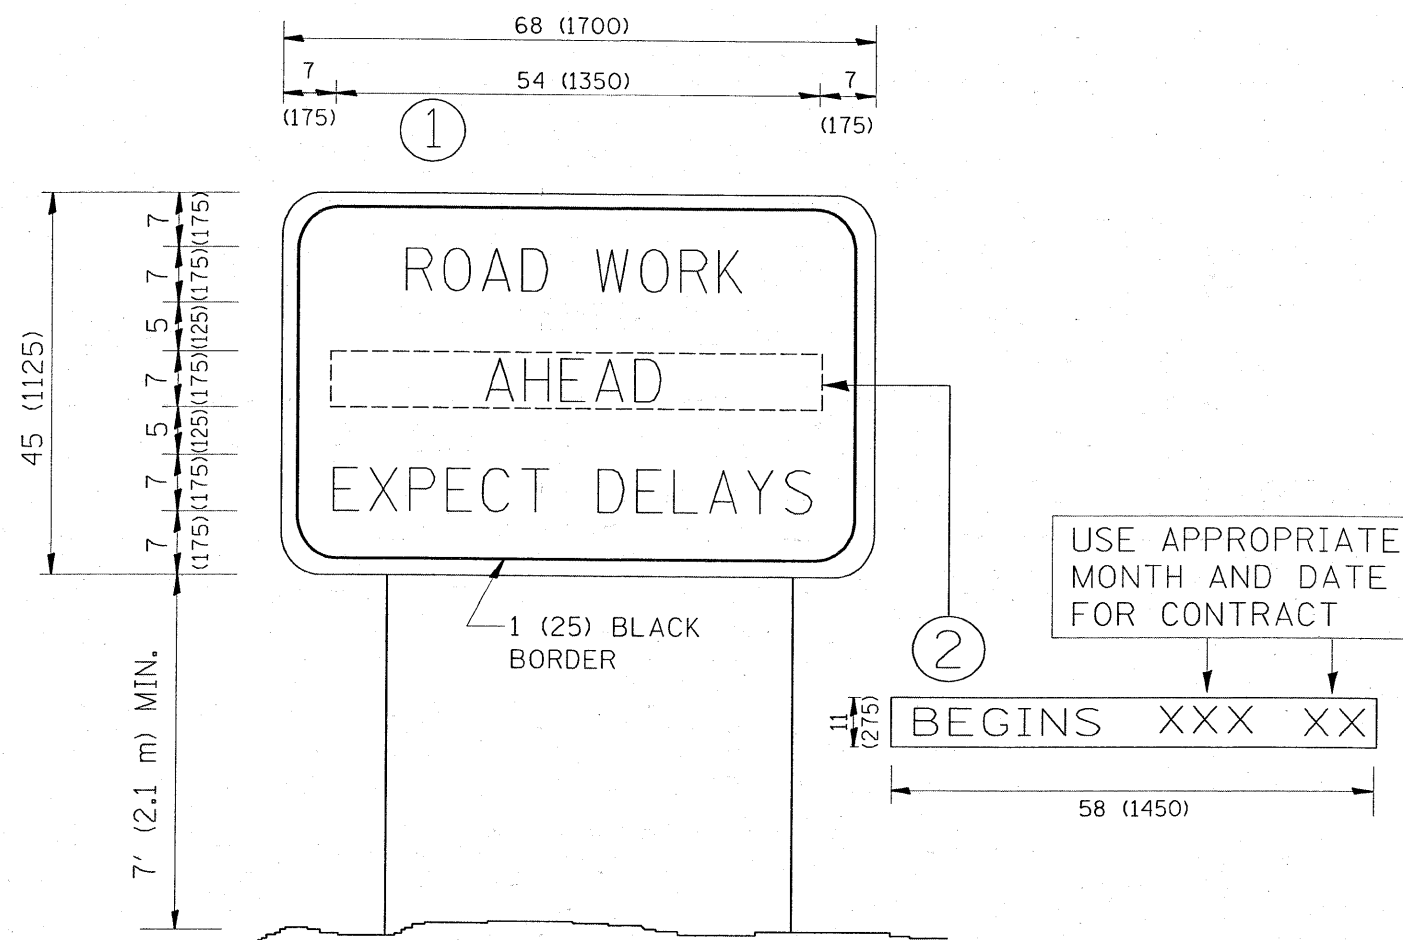 68 (1700)
7
54 (1350)
7
(175)
(175)
1
45 (1125)
7
(175)
7
(175)
5
(125)
7
(175)
5
(125)
7
(175)
7
(175)
ROAD WORK
AHEAD
EXPECT DELAYS
1 (25) BLACK
BORDER
7' (2.1 m) MIN.
2
USE APPROPRIATE
MONTH AND DATE
FOR CONTRACT
11
(275)
BEGINS XXX XX
58 (1450)